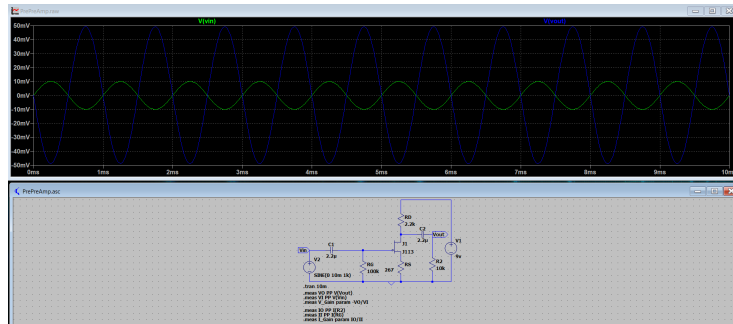 PrePreAmp.raw
V(vin) V(vout)
50mV
40mV
30mV
20mV
10mV
0mV
-10mV
-20mV
-30mV
-40mV
-50mV
0ms 1ms 2ms 3ms 4ms 5ms 6ms 7ms 8ms 9ms 10ms
PrePreAmp.asc
RD
2.2k
C2
2.2µ
Vout
V1
9v
Vin
C1
2.2µ
J1
J113
V2
SINE(0 10m 1k)
RG
100k
267
RS
R2
10k
.tran 10m
.meas VO PP V(Vout)
.meas VI PP V(Vin)
.meas V_Gain param -VO/VI
.meas IO PP I(R2)
.meas II PP I(RG)
.meas I_Gain param IO/II